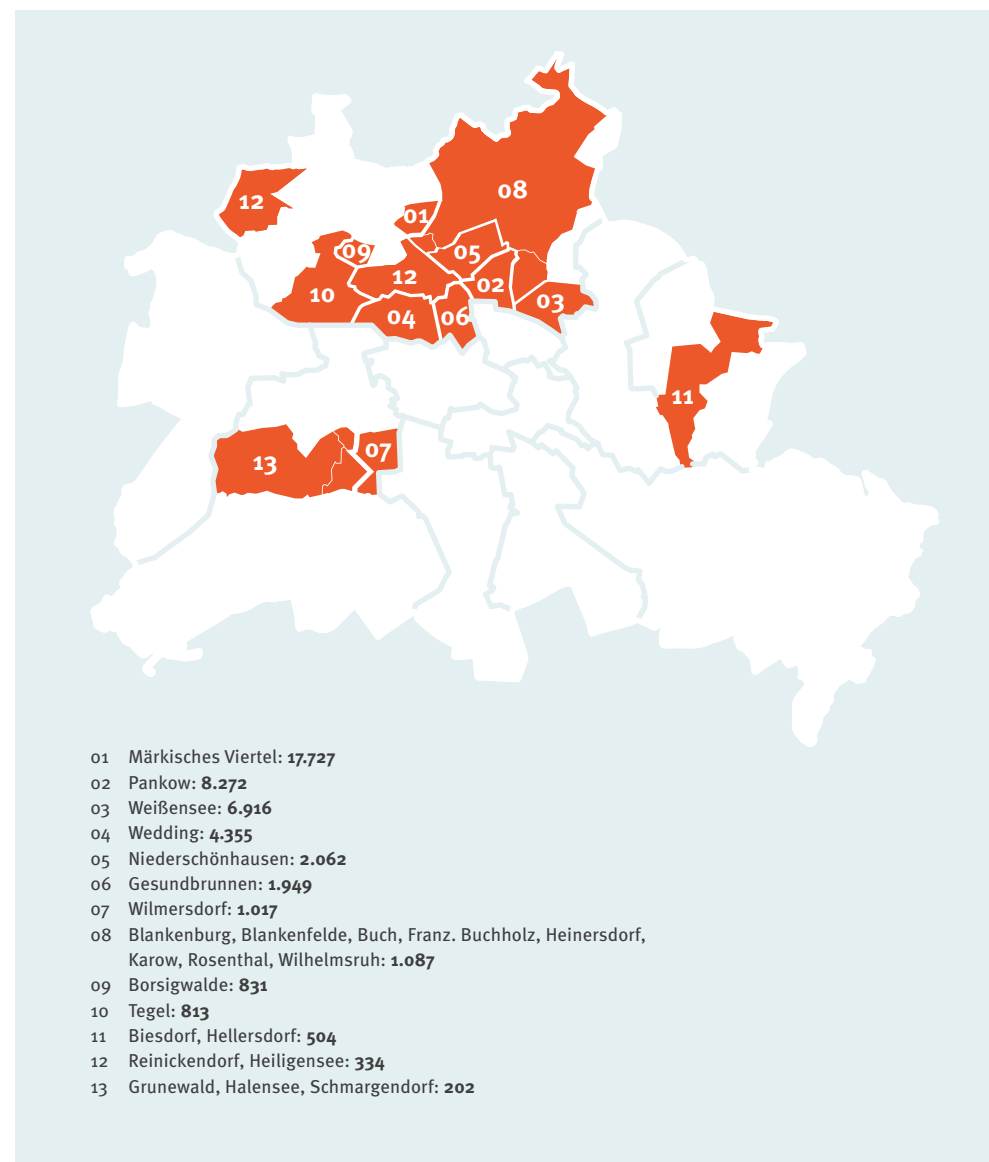 08
12
01
09
05
12
02
10
03
04
06
11
07
13
01 Märkisches Viertel: 17.727
02 Pankow: 8.272
03 Weißensee: 6.916
04 Wedding: 4.355
05 Niederschönhausen: 2.062
06 Gesundbrunnen: 1.949
07 Wilmersdorf: 1.017
08 Blankenburg, Blankenfelde, Buch, Franz. Buchholz, Heinersdorf,
Karow, Rosenthal, Wilhelmsruh: 1.087
09 Borsigwalde: 831
10 Tegel: 813
11 Biesdorf, Hellersdorf: 504
12 Reinickendorf, Heiligensee: 334
13 Grunewald, Halensee, Schmargendorf: 202